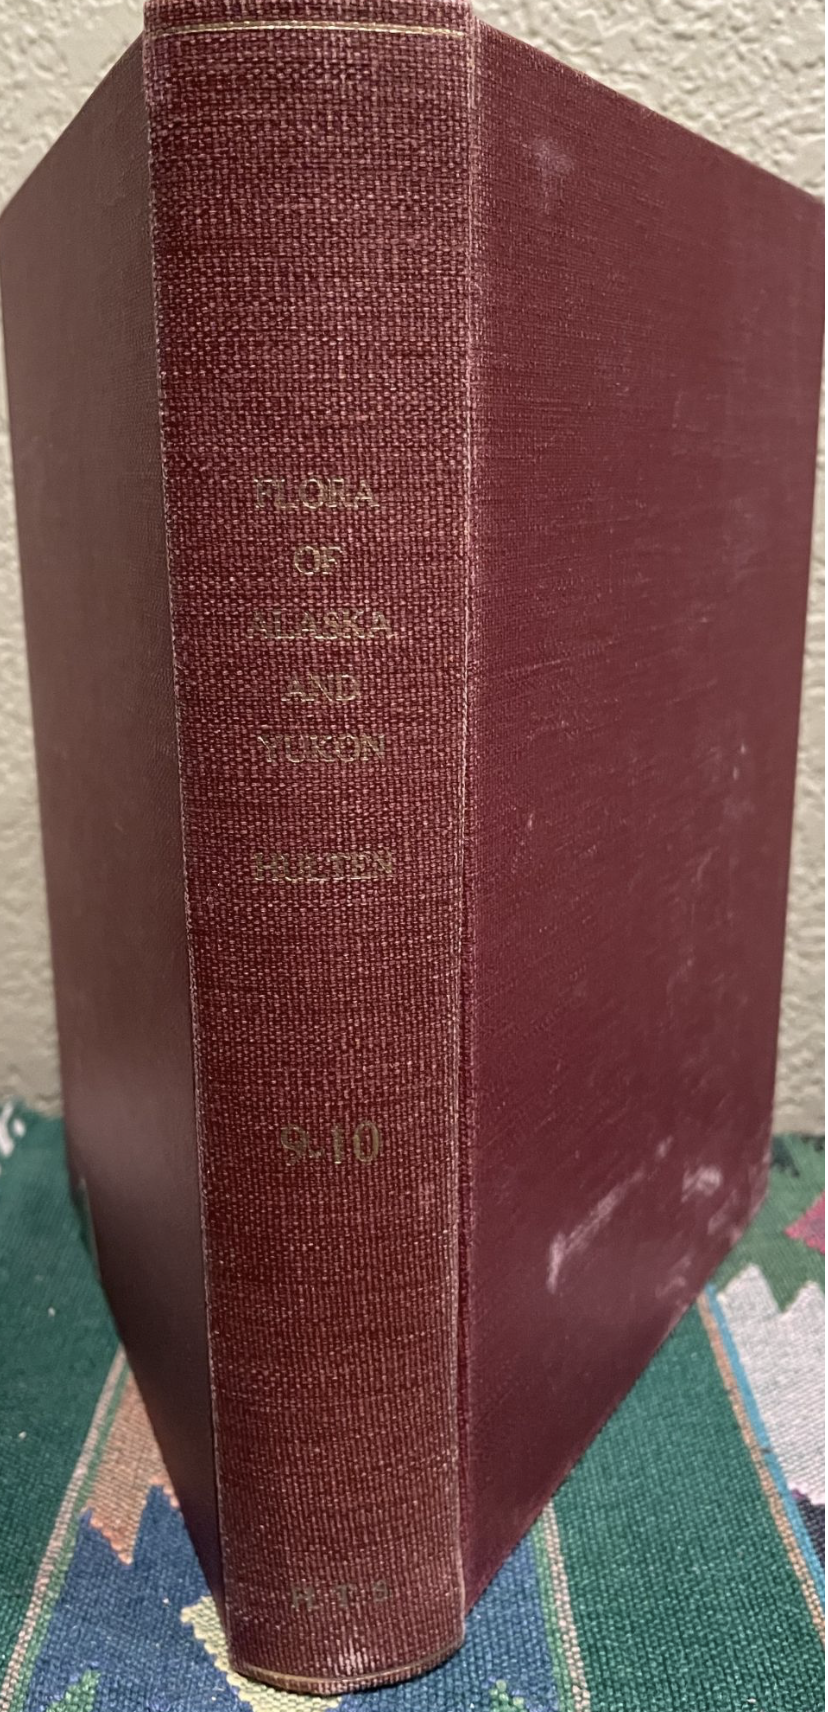 FLORA
OF
ALASKA
AND
YUKON
HULTEN
9-10
H T S